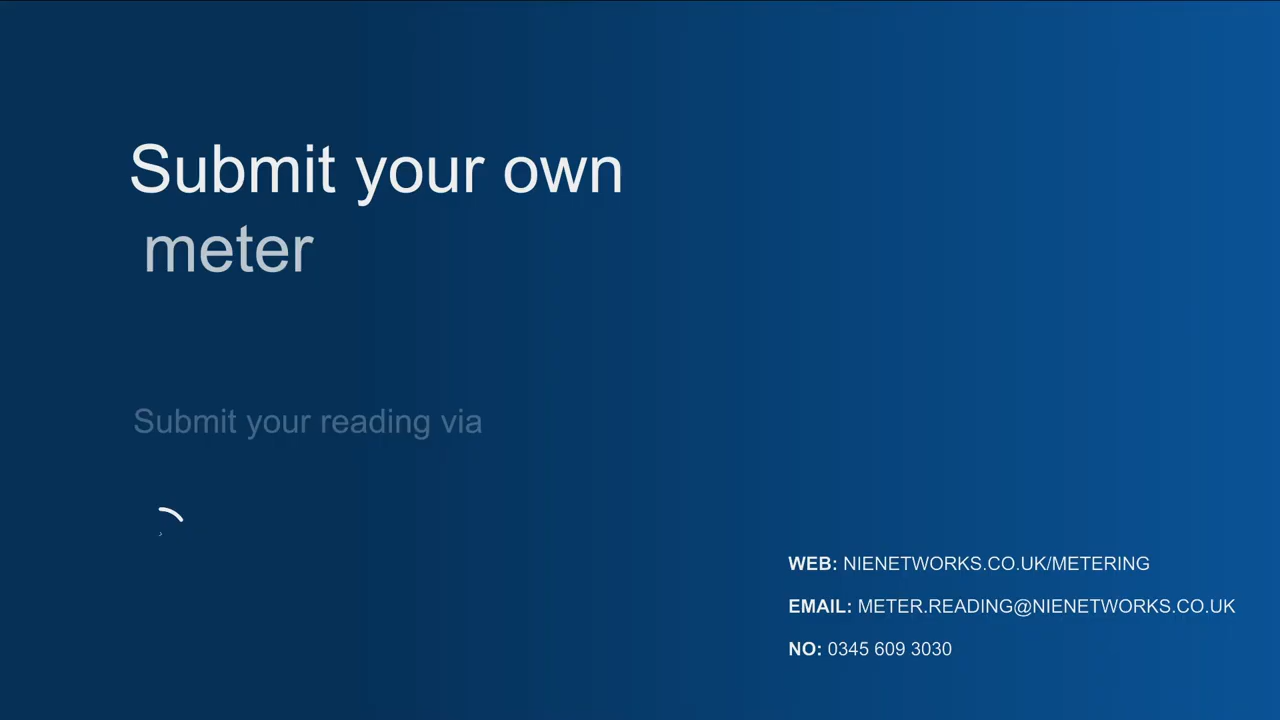 Submit your own
meter
Submit your reading via
WEB: NIENETWORKS.CO.UK/METERING
EMAIL: METER.READING@NIENETWORKS.CO.UK
NO: 0345 609 3030